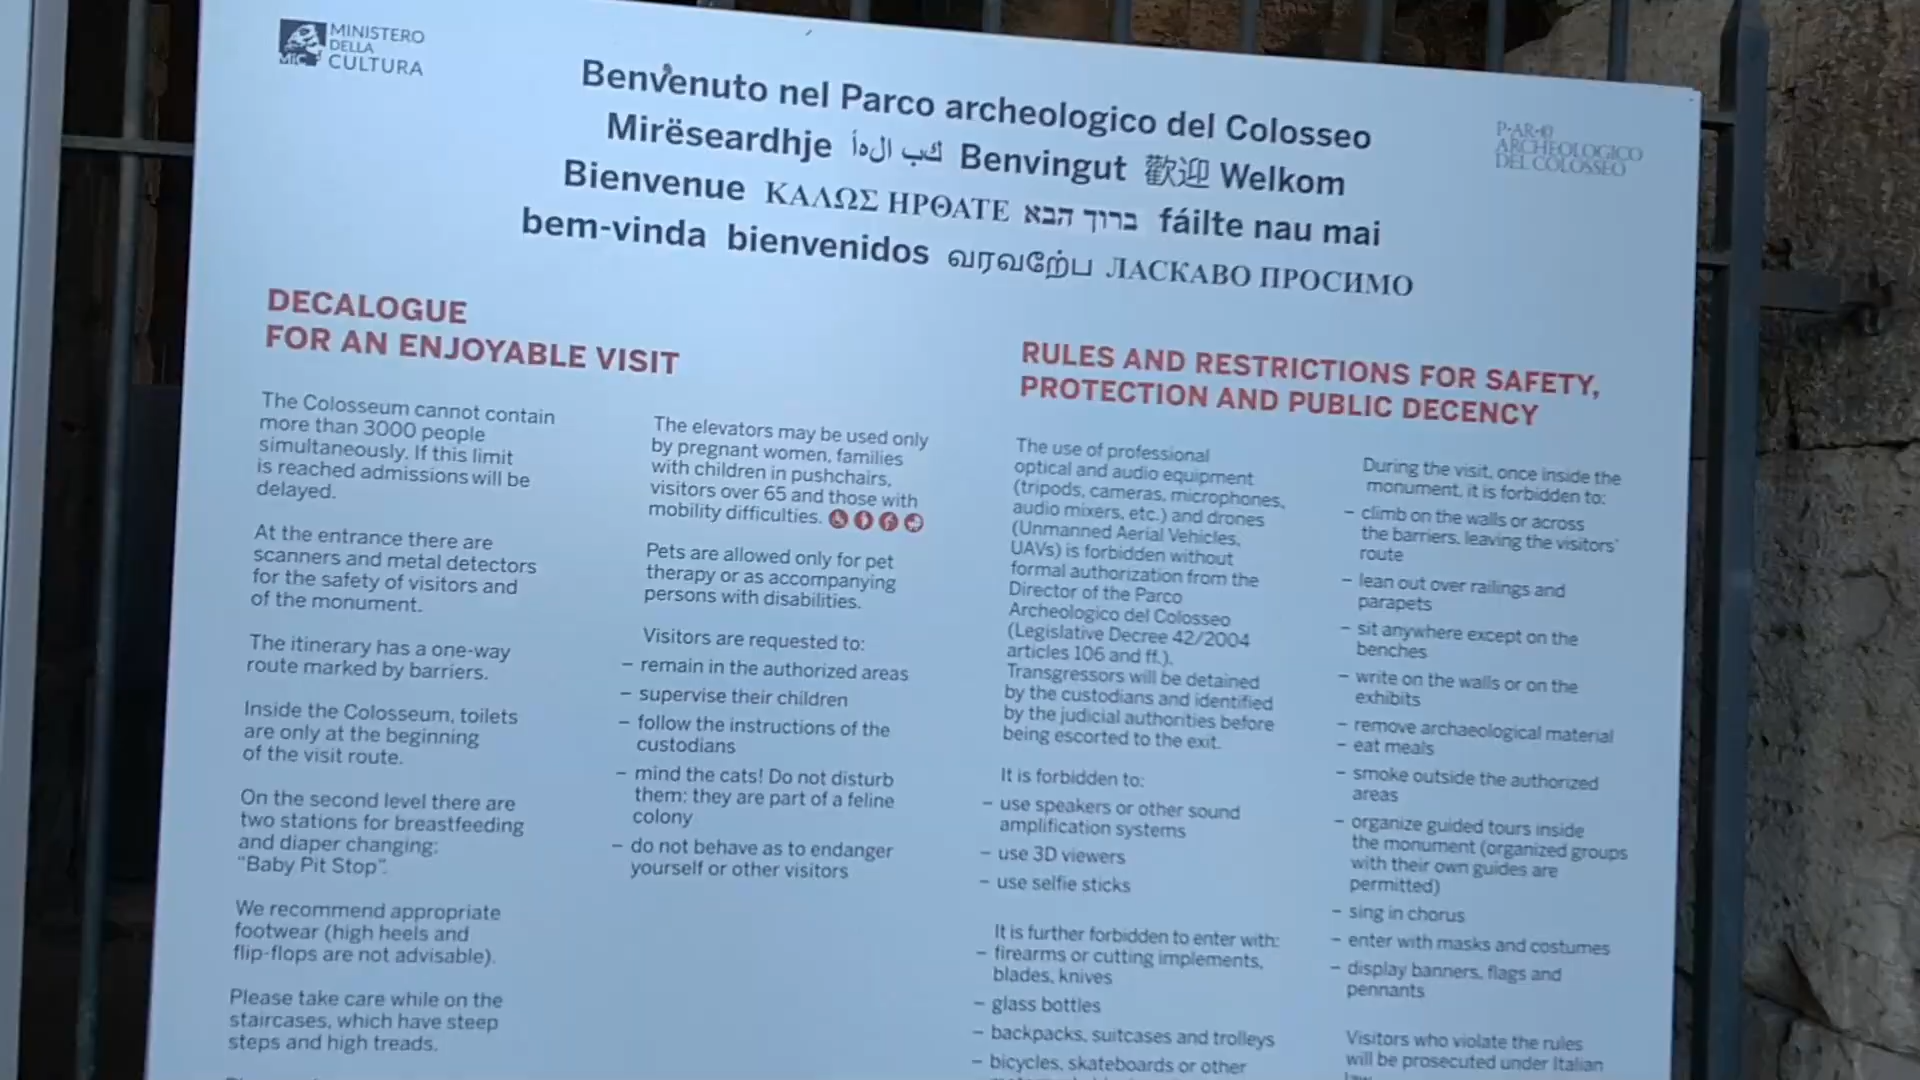 MINISTERO
DELLA
CULTURA
MiC
Benvenuto nel Parco archeologico del Colosseo
Mirëseardhje أهلا بك Benvingut 歡迎 Welkom
Bienvenue ΚΑΛΩΣ ΗΡΘΑΤΕ ברוך הבא fáilte nau mai
bem-vinda bienvenidos ЛАСКАВО ПРОСИМО
P-AR-CO
ARCHEOLOGICO
DEL COLOSSEO
DECALOGUE
FOR AN ENJOYABLE VISIT
The Colosseum cannot contain
more than 3000 people
simultaneously. If this limit
is reached admissions will be
delayed.
At the entrance there are
scanners and metal detectors
for the safety of visitors and
of the monument.
The itinerary has a one-way
route marked by barriers.
Inside the Colosseum, toilets
are only at the beginning
of the visit route.
On the second level there are
two stations for breastfeeding
and diaper changing:
"Baby Pit Stop".
We recommend appropriate
footwear (high heels and
flip-flops are not advisable).
Please take care while on the
staircases, which have steep
steps and high treads.
The elevators may be used only
by pregnant women, families
with children in pushchairs,
visitors over 65 and those with
mobility difficulties.
Pets are allowed only for pet
therapy or as accompanying
persons with disabilities.
Visitors are requested to:
– remain in the authorized areas
– supervise their children
– follow the instructions of the
custodians
– mind the cats! Do not disturb
them: they are part of a feline
colony
– do not behave as to endanger
yourself or other visitors
RULES AND RESTRICTIONS FOR SAFETY,
PROTECTION AND PUBLIC DECENCY
The use of professional
optical and audio equipment
(tripods, cameras, microphones,
audio mixers, etc.) and drones
(Unmanned Aerial Vehicles,
UAVs) is forbidden without
formal authorization from the
Director of the Parco
Archeologico del Colosseo
(Legislative Decree 42/2004
articles 106 and ff.).
Transgressors will be detained
by the custodians and identified
by the judicial authorities before
being escorted to the exit.
It is forbidden to:
– use speakers or other sound
amplification systems
– use 3D viewers
– use selfie sticks
It is further forbidden to enter with:
– firearms or cutting implements,
blades, knives
– glass bottles
– backpacks, suitcases and trolleys
– bicycles, skateboards or other
During the visit, once inside the
monument, it is forbidden to:
– climb on the walls or across
the barriers, leaving the visitors'
route
– lean out over railings and
parapets
– sit anywhere except on the
benches
– write on the walls or on the
exhibits
– remove archaeological material
– eat meals
– smoke outside the authorized
areas
– organize guided tours inside
the monument (organized groups
with their own guides are
permitted)
– sing in chorus
– enter with masks and costumes
– display banners, flags and
pennants
Visitors who violate the rules
will be prosecuted under Italian